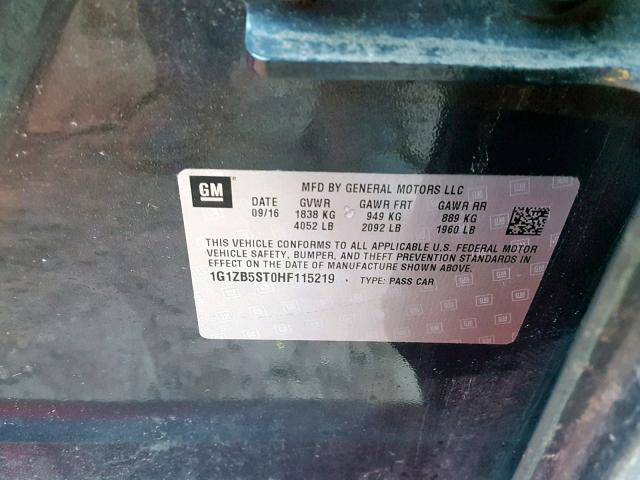 GM MFD BY GENERAL MOTORS LLC
DATE GVWR GAWR FRT GAWR RR
09/16 1838 KG 949 KG 889 KG
4052 LB 2092 LB 1960 LB
THIS VEHICLE CONFORMS TO ALL APPLICABLE U.S. FEDERAL MOTOR
VEHICLE SAFETY, BUMPER, AND THEFT PREVENTION STANDARDS IN
EFFECT ON THE DATE OF MANUFACTURE SHOWN ABOVE.
1G1ZB5ST0HF115219 · TYPE: PASS CAR